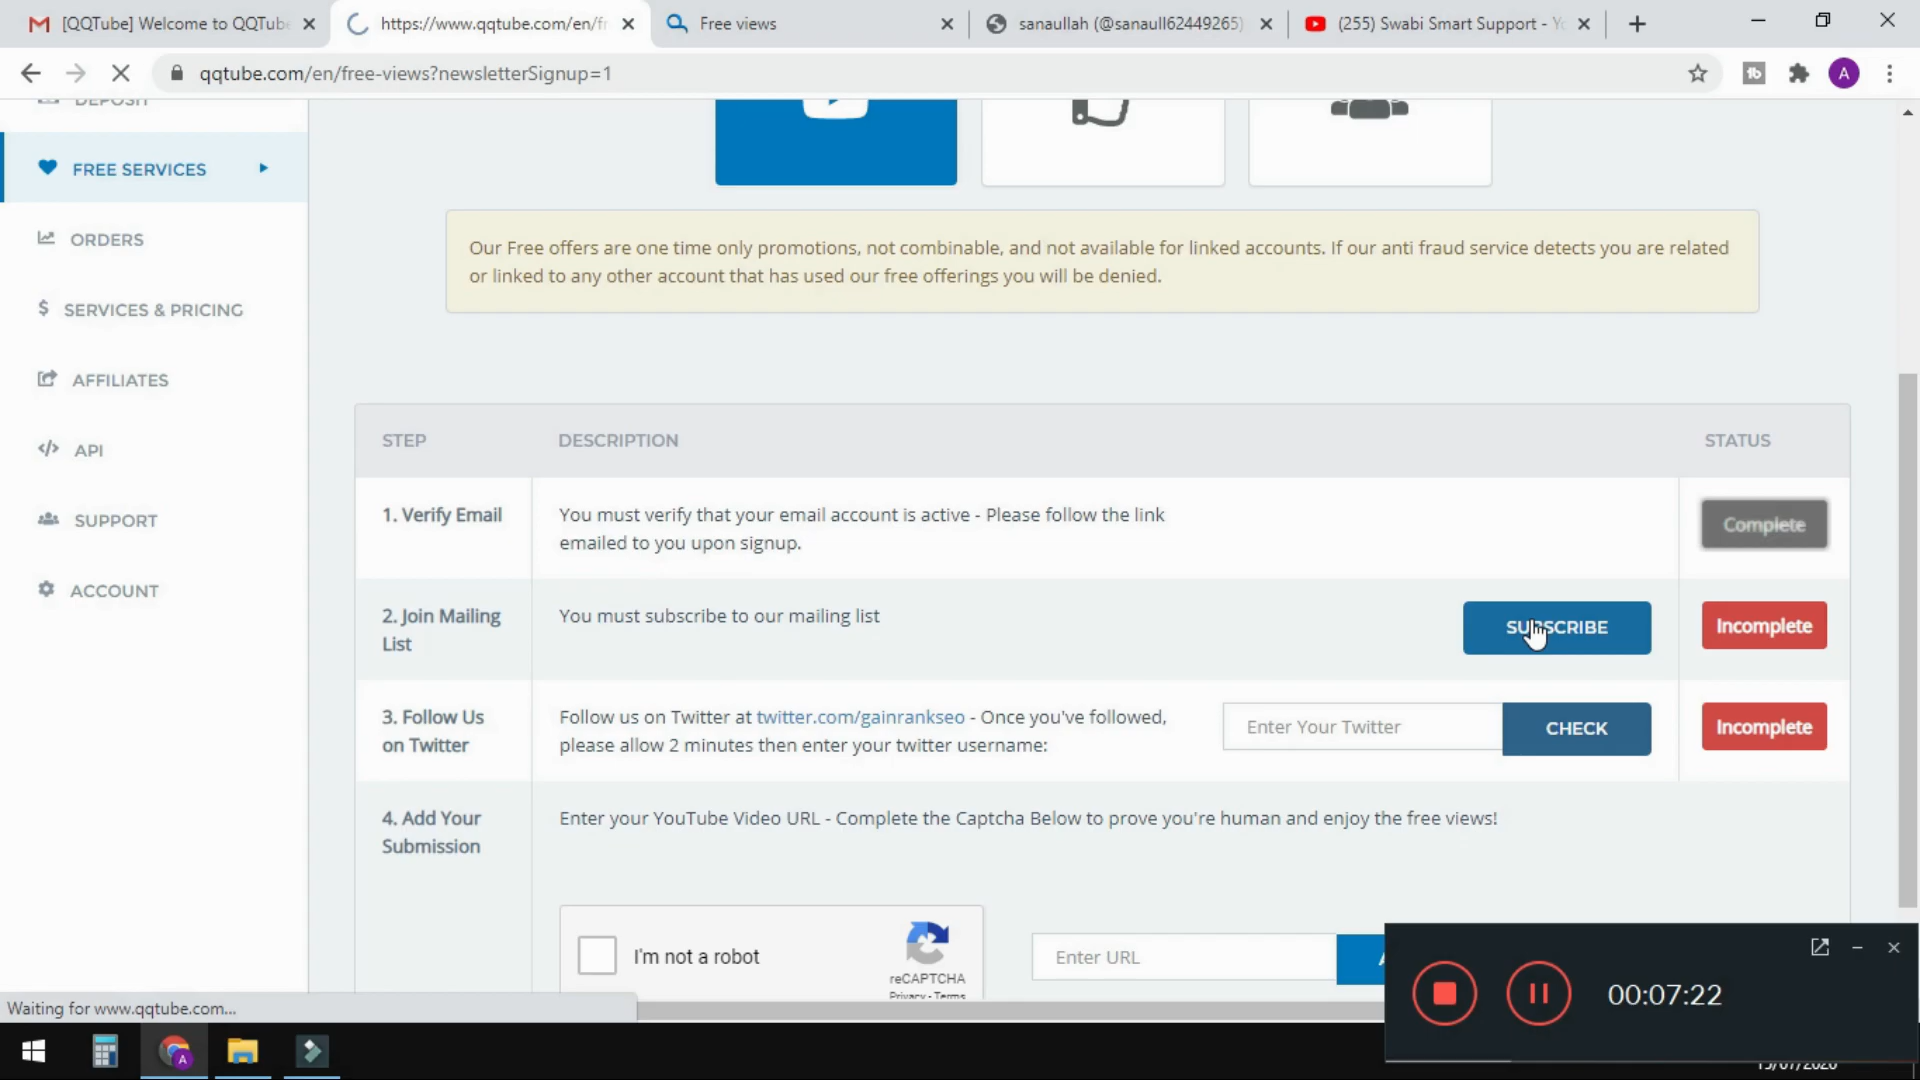 [QQTube] Welcome to QQTube
https://www.qqtube.com/en/fr
Free views
sanaullah (@sanaull62449265)
(255) Swabi Smart Support - Yo
qqtube.com/en/free-views?newsletterSignup=1
A
DEPOSIT
FREE SERVICES
ORDERS
$ SERVICES & PRICING
AFFILIATES
</> API
SUPPORT
ACCOUNT
Our Free offers are one time only promotions, not combinable, and not available for linked accounts. If our anti fraud service detects you are related
or linked to any other account that has used our free offerings you will be denied.
STEP DESCRIPTION STATUS
1. Verify Email
You must verify that your email account is active - Please follow the link
emailed to you upon signup.
Complete
2. Join Mailing
List
You must subscribe to our mailing list
SUBSCRIBE
Incomplete
3. Follow Us
on Twitter
Follow us on Twitter at twitter.com/gainrankseo - Once you've followed,
please allow 2 minutes then enter your twitter username:
Enter Your Twitter
CHECK
Incomplete
4. Add Your
Submission
Enter your YouTube Video URL - Complete the Captcha Below to prove you're human and enjoy the free views!
I'm not a robot
reCAPTCHA
Privacy - Terms
Enter URL
00:07:22
Waiting for www.qqtube.com...
A
15/07/2020